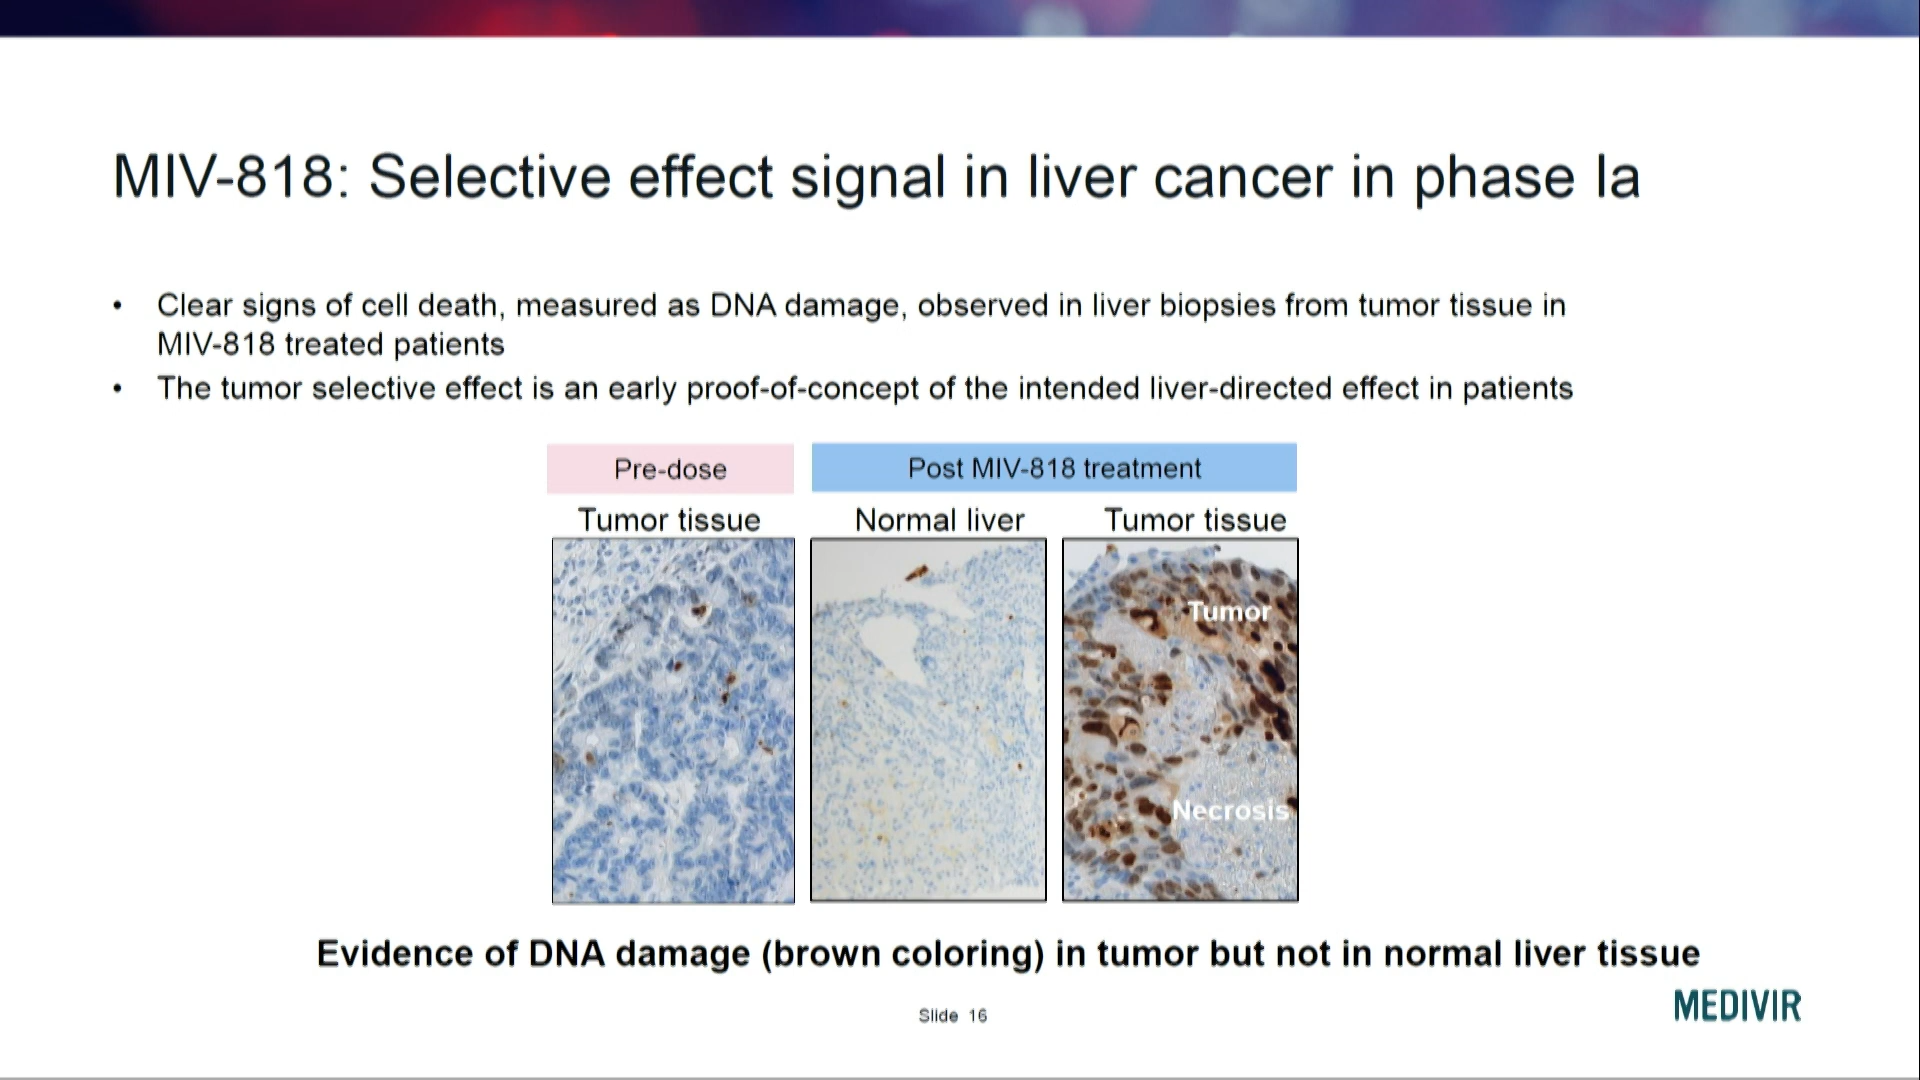 MIV-818: Selective effect signal in liver cancer in phase Ia
• Clear signs of cell death, measured as DNA damage, observed in liver biopsies from tumor tissue in
MIV-818 treated patients
• The tumor selective effect is an early proof-of-concept of the intended liver-directed effect in patients
Pre-dose
Post MIV-818 treatment
Tumor tissue
Normal liver
Tumor tissue
Tumor
Necrosis
Evidence of DNA damage (brown coloring) in tumor but not in normal liver tissue
Slide 16
MEDIVIR